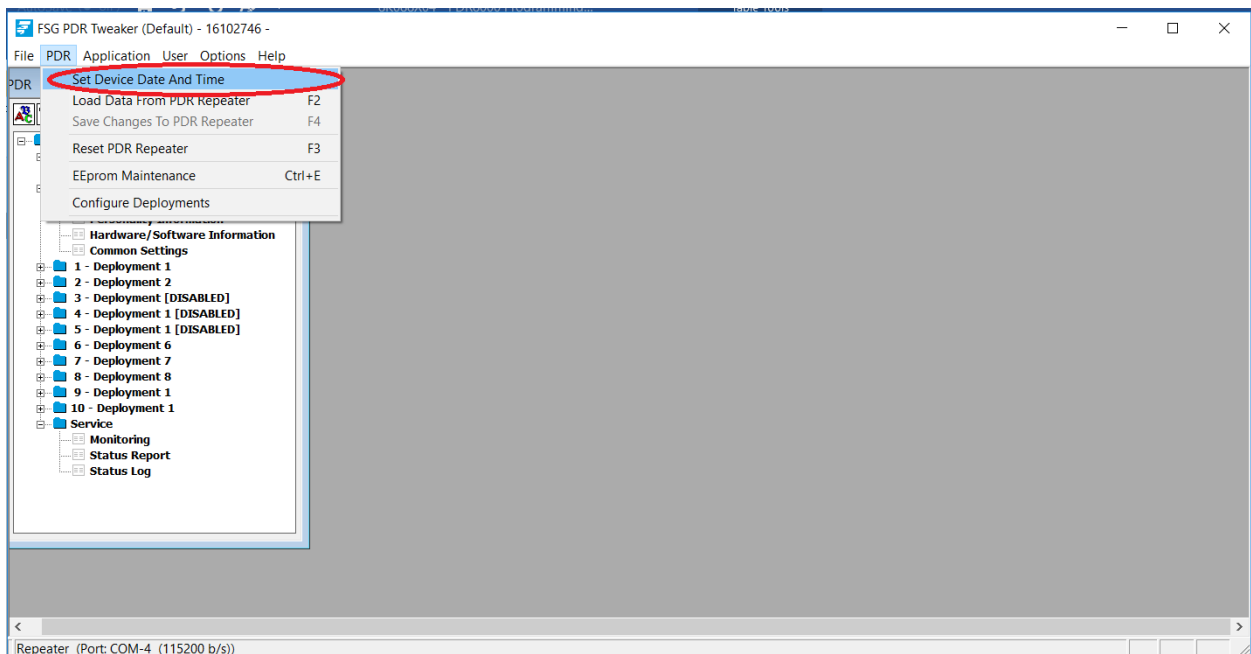 FSG PDR Tweaker (Default) - 16102746 -
File PDR Application User Options Help
PDR
Set Device Date And Time
Load Data From PDR Repeater F2
Save Changes To PDR Repeater F4
Reset PDR Repeater F3
EEprom Maintenance Ctrl+E
Configure Deployments
Personality Information
Hardware/Software Information
Common Settings
1 - Deployment 1
2 - Deployment 2
3 - Deployment [DISABLED]
4 - Deployment 1 [DISABLED]
5 - Deployment 1 [DISABLED]
6 - Deployment 6
7 - Deployment 7
8 - Deployment 8
9 - Deployment 1
10 - Deployment 1
Service
Monitoring
Status Report
Status Log
Repeater (Port: COM-4 (115200 b/s))